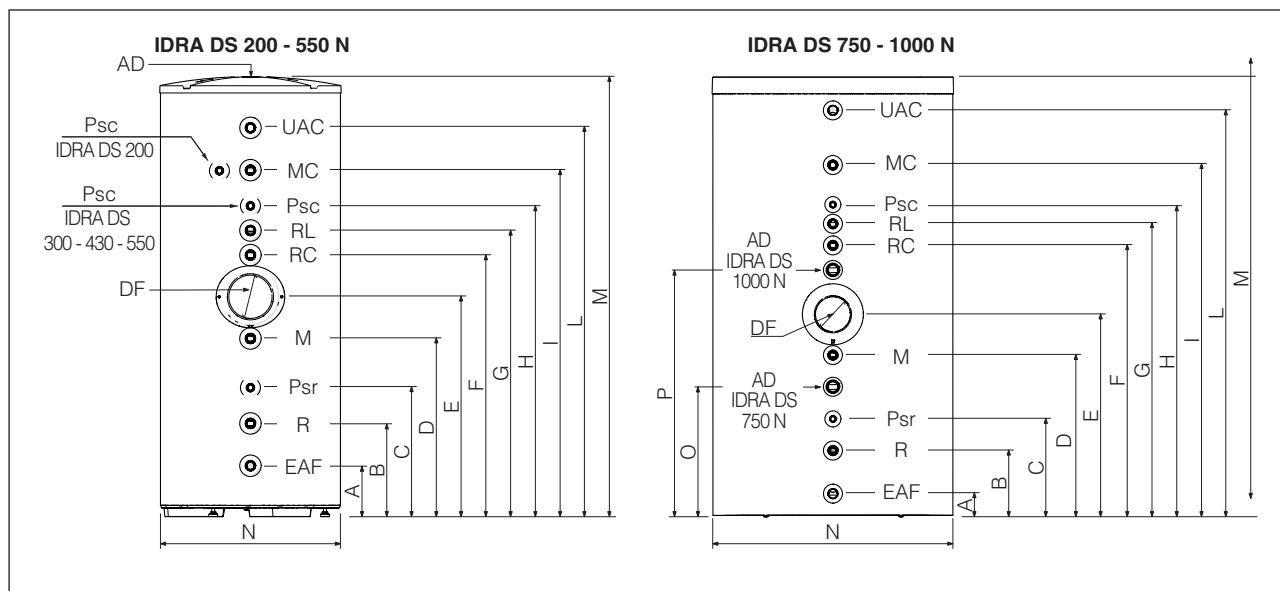 IDRA DS 200 - 550 N
AD
Psc
IDRA DS 200
Psc
IDRA DS
300 - 430 - 550
DF
UAC
MC
Psc
RL
RC
M
Psr
R
EAF
A
B
C
D
E
F
G
H
I
L
M
N
IDRA DS 750 - 1000 N
UAC
MC
Psc
RL
RC
AD
IDRA DS
1000 N
DF
M
AD
IDRA DS
750 N
Psr
R
EAF
P
O
A
B
C
D
E
F
G
H
I
L
M
N